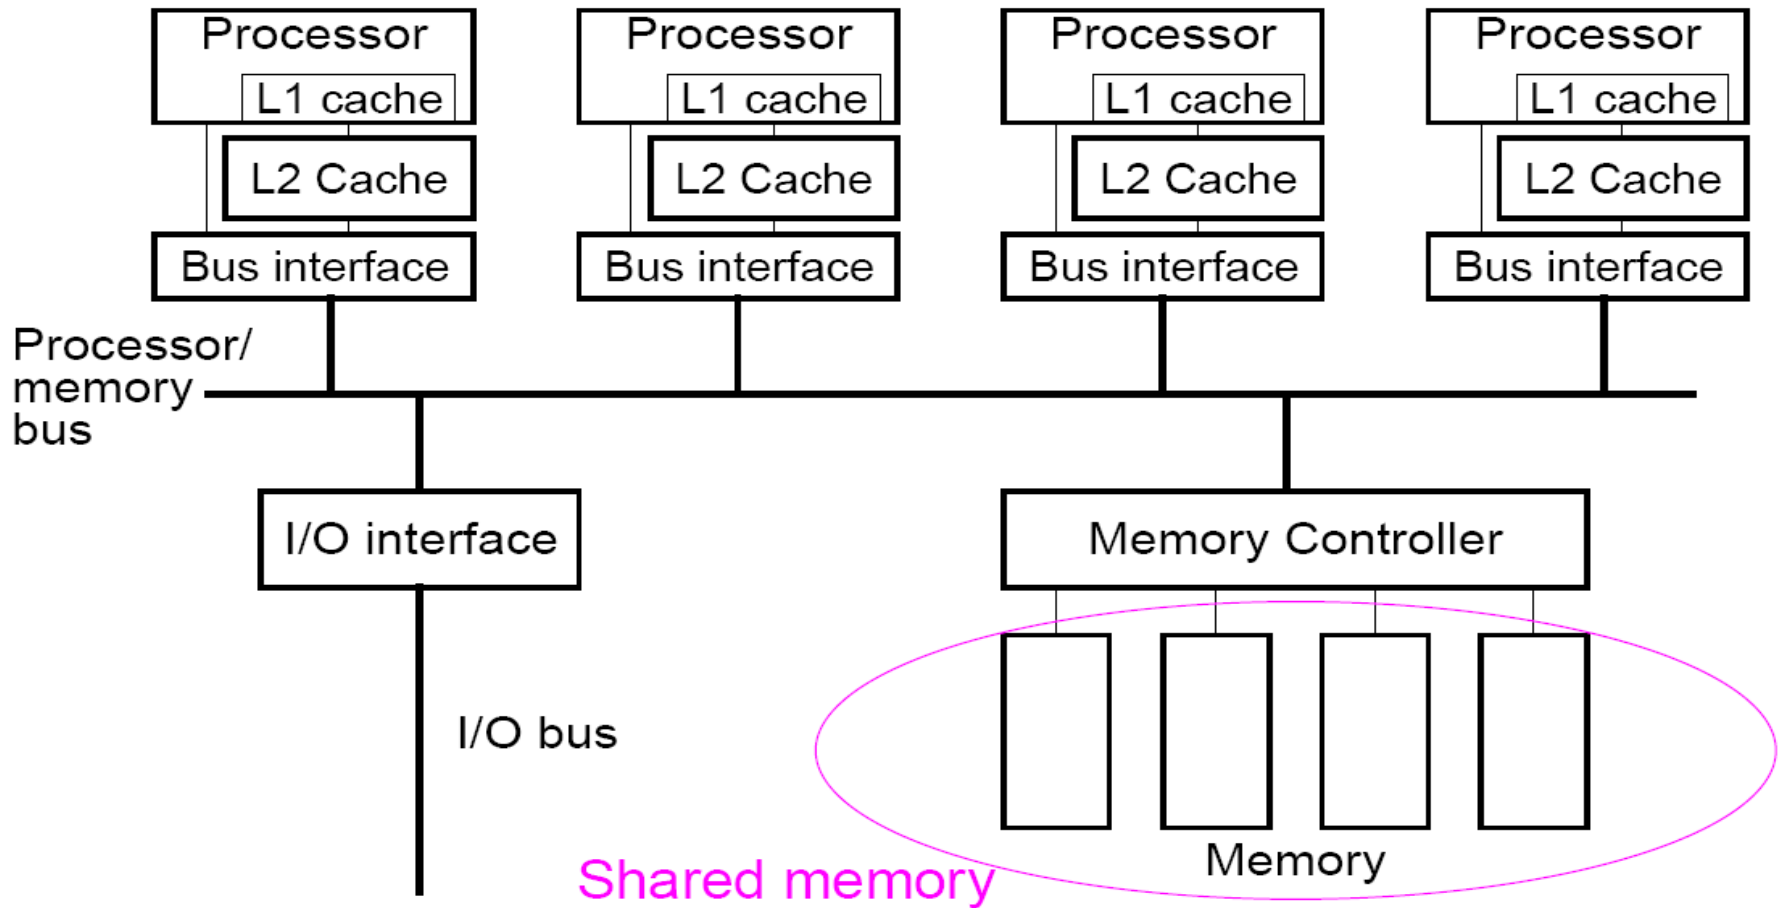 Processor
Processor
Processor
Processor
L1 cache
L1 cache
L1 cache
L1 cache
L2 Cache
L2 Cache
L2 Cache
L2 Cache
Bus interface
Bus interface
Bus interface
Bus interface
Processor/
memory
bus
I/O interface
Memory Controller
I/O bus
Memory
Shared memory